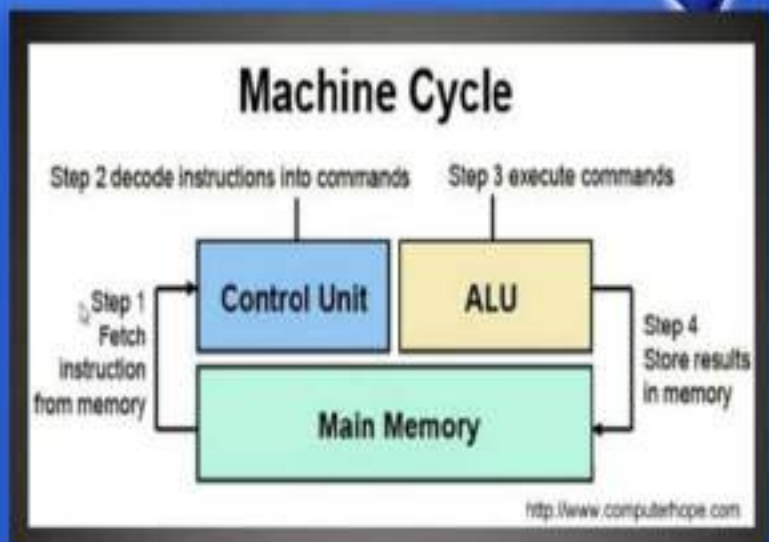 Machine Cycle
Step 2 decode instructions into commands
Step 3 execute commands
Control Unit
ALU
Step 1
Fetch
instruction
from memory
Step 4
Store results
in memory
Main Memory
http://www.computerhope.com